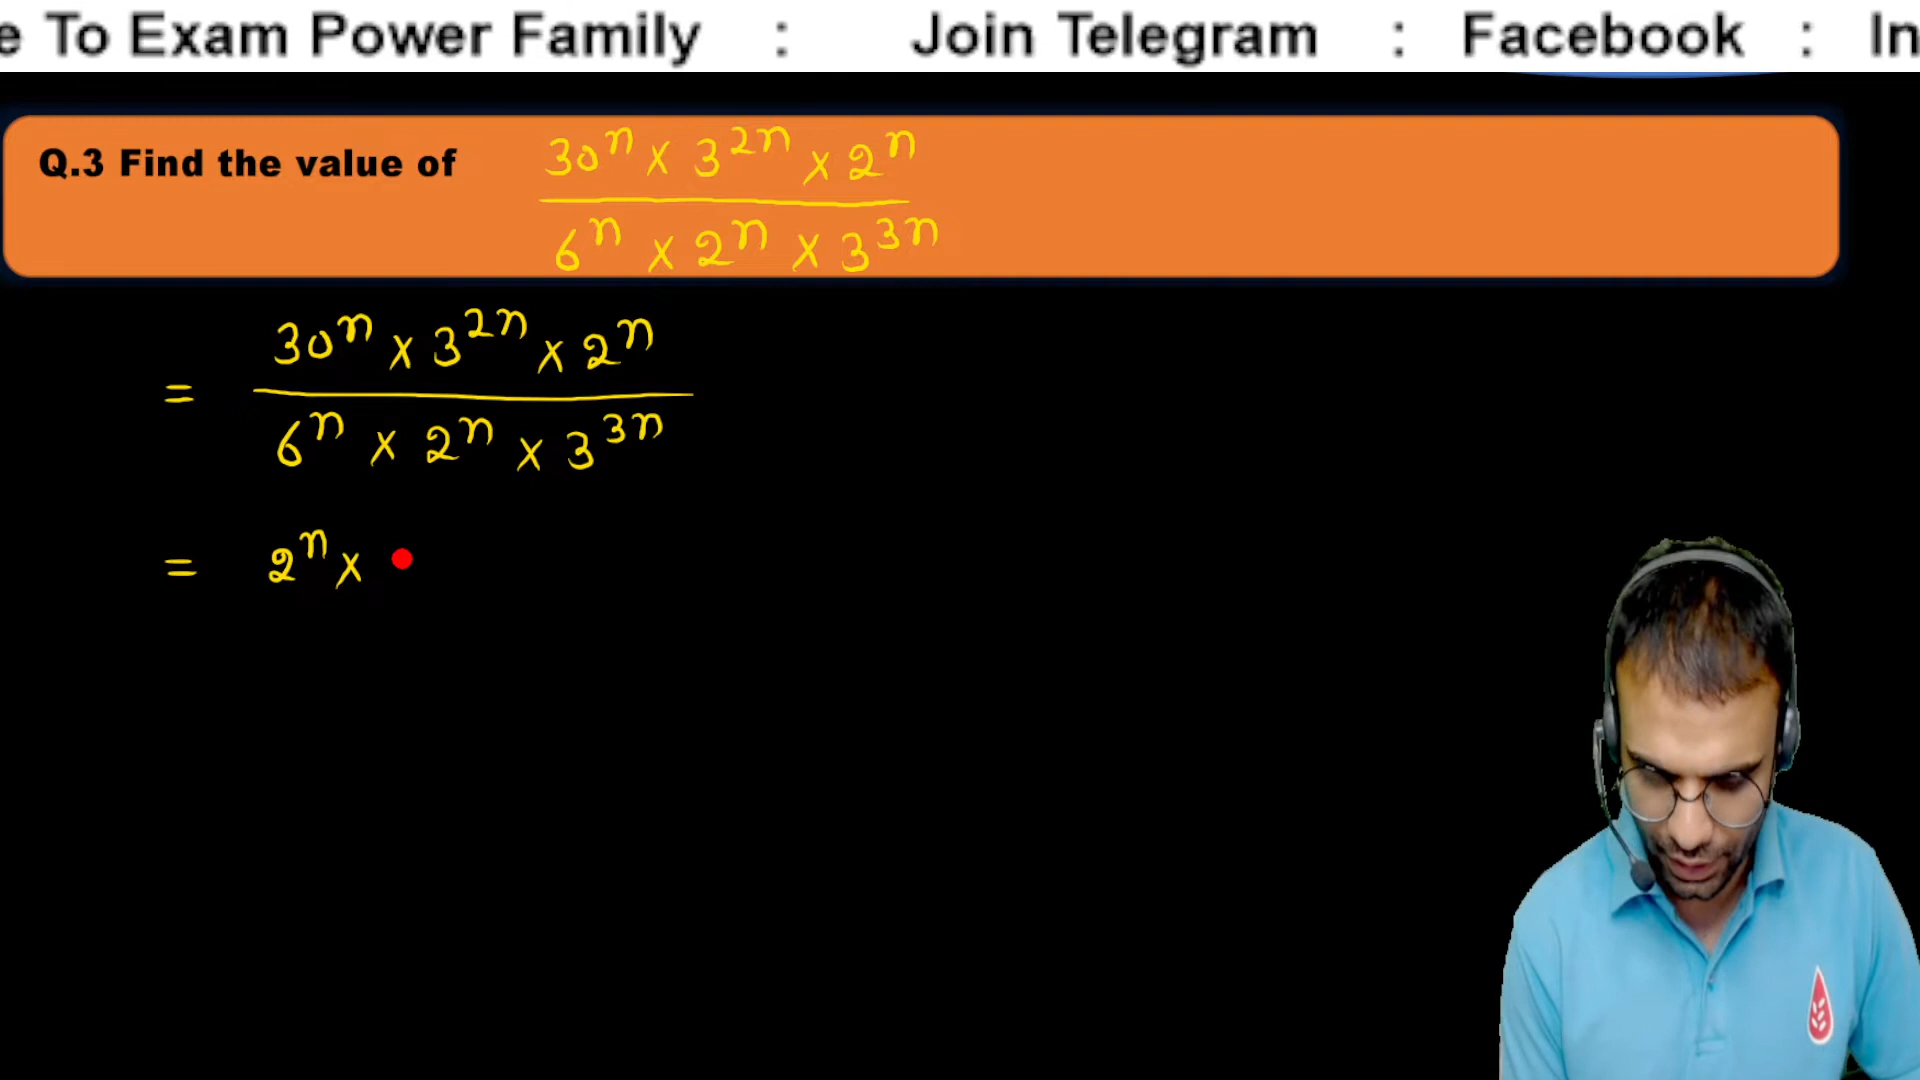 e To Exam Power Family : Join Telegram : Facebook : In
Q.3 Find the value of
30ⁿ × 3²ⁿ × 2ⁿ
6ⁿ × 2ⁿ × 3³ⁿ
30ⁿ × 3²ⁿ × 2ⁿ
=
6ⁿ × 2ⁿ × 3³ⁿ
= 2ⁿ ×